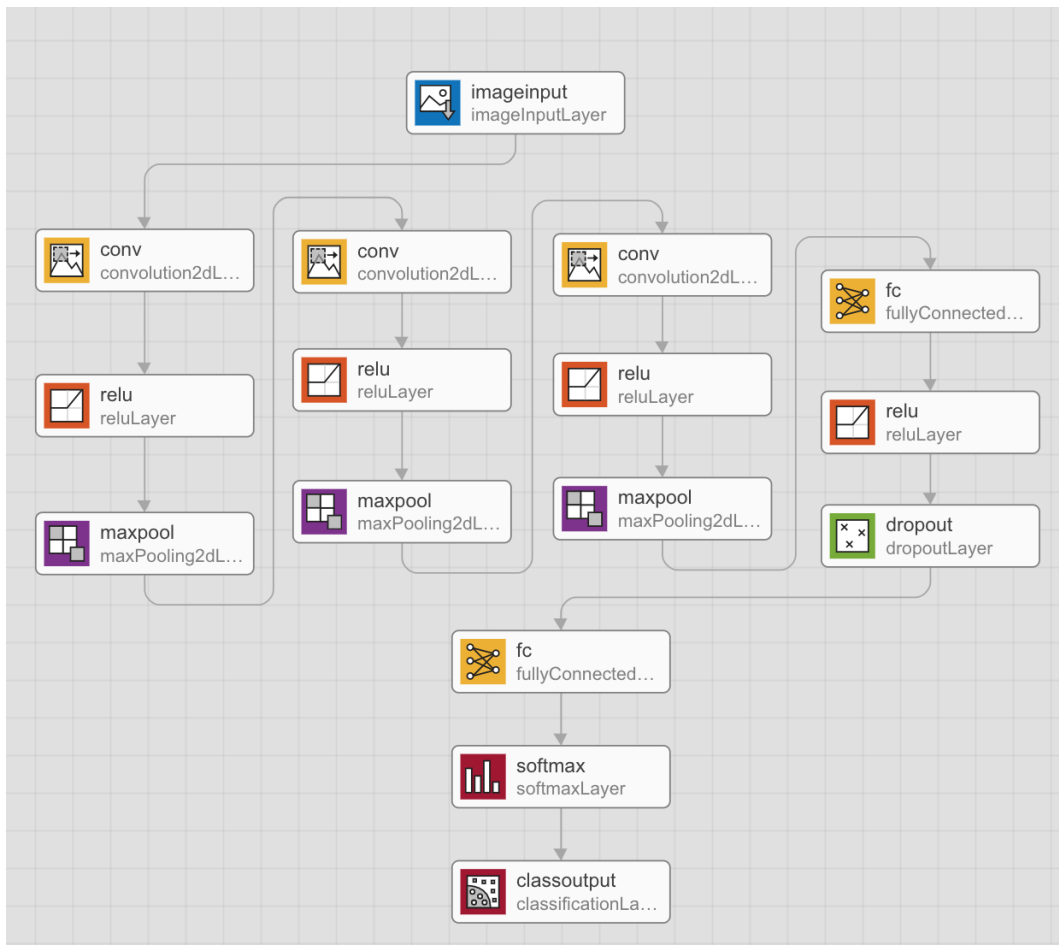 imageinput
imageInputLayer
conv
convolution2dL...
relu
reluLayer
maxpool
maxPooling2dL...
conv
convolution2dL...
relu
reluLayer
maxpool
maxPooling2dL...
conv
convolution2dL...
relu
reluLayer
maxpool
maxPooling2dL...
fc
fullyConnected...
relu
reluLayer
dropout
dropoutLayer
fc
fullyConnected...
softmax
softmaxLayer
classoutput
classificationLa...